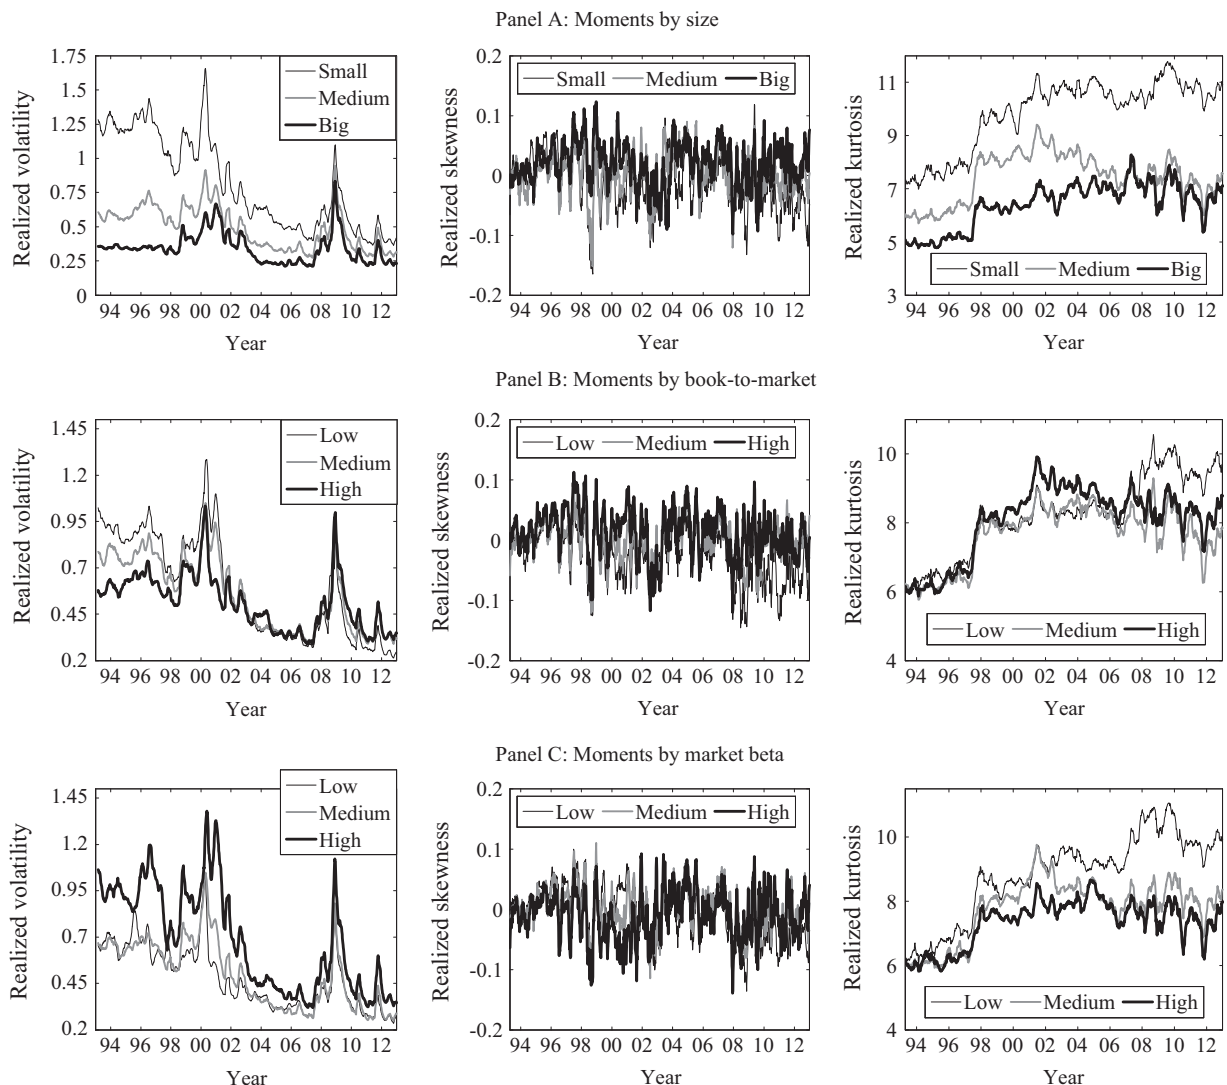 Panel A: Moments by size
Realized volatility
1.75
1.5
1.25
1
0.75
0.5
0.25
0
Small
Medium
Big
94 96 98 00 02 04 06 08 10 12
Year
Realized skewness
0.2
0.1
0
-0.1
-0.2
Small Medium Big
94 96 98 00 02 04 06 08 10 12
Year
Realized kurtosis
11
9
7
5
3
Small Medium Big
94 96 98 00 02 04 06 08 10 12
Year
Panel B: Moments by book-to-market
Realized volatility
1.45
1.2
0.95
0.7
0.45
0.2
Low
Medium
High
94 96 98 00 02 04 06 08 10 12
Year
Realized skewness
0.2
0.1
0
-0.1
-0.2
Low Medium High
94 96 98 00 02 04 06 08 10 12
Year
Realized kurtosis
10
8
6
4
Low Medium High
94 96 98 00 02 04 06 08 10 12
Year
Panel C: Moments by market beta
Realized volatility
1.45
1.2
0.95
0.7
0.45
0.2
Low
Medium
High
94 96 98 00 02 04 06 08 10 12
Year
Realized skewness
0.2
0.1
0
-0.1
-0.2
Low Medium High
94 96 98 00 02 04 06 08 10 12
Year
Realized kurtosis
10
8
6
4
Low Medium High
94 96 98 00 02 04 06 08 10 12
Year